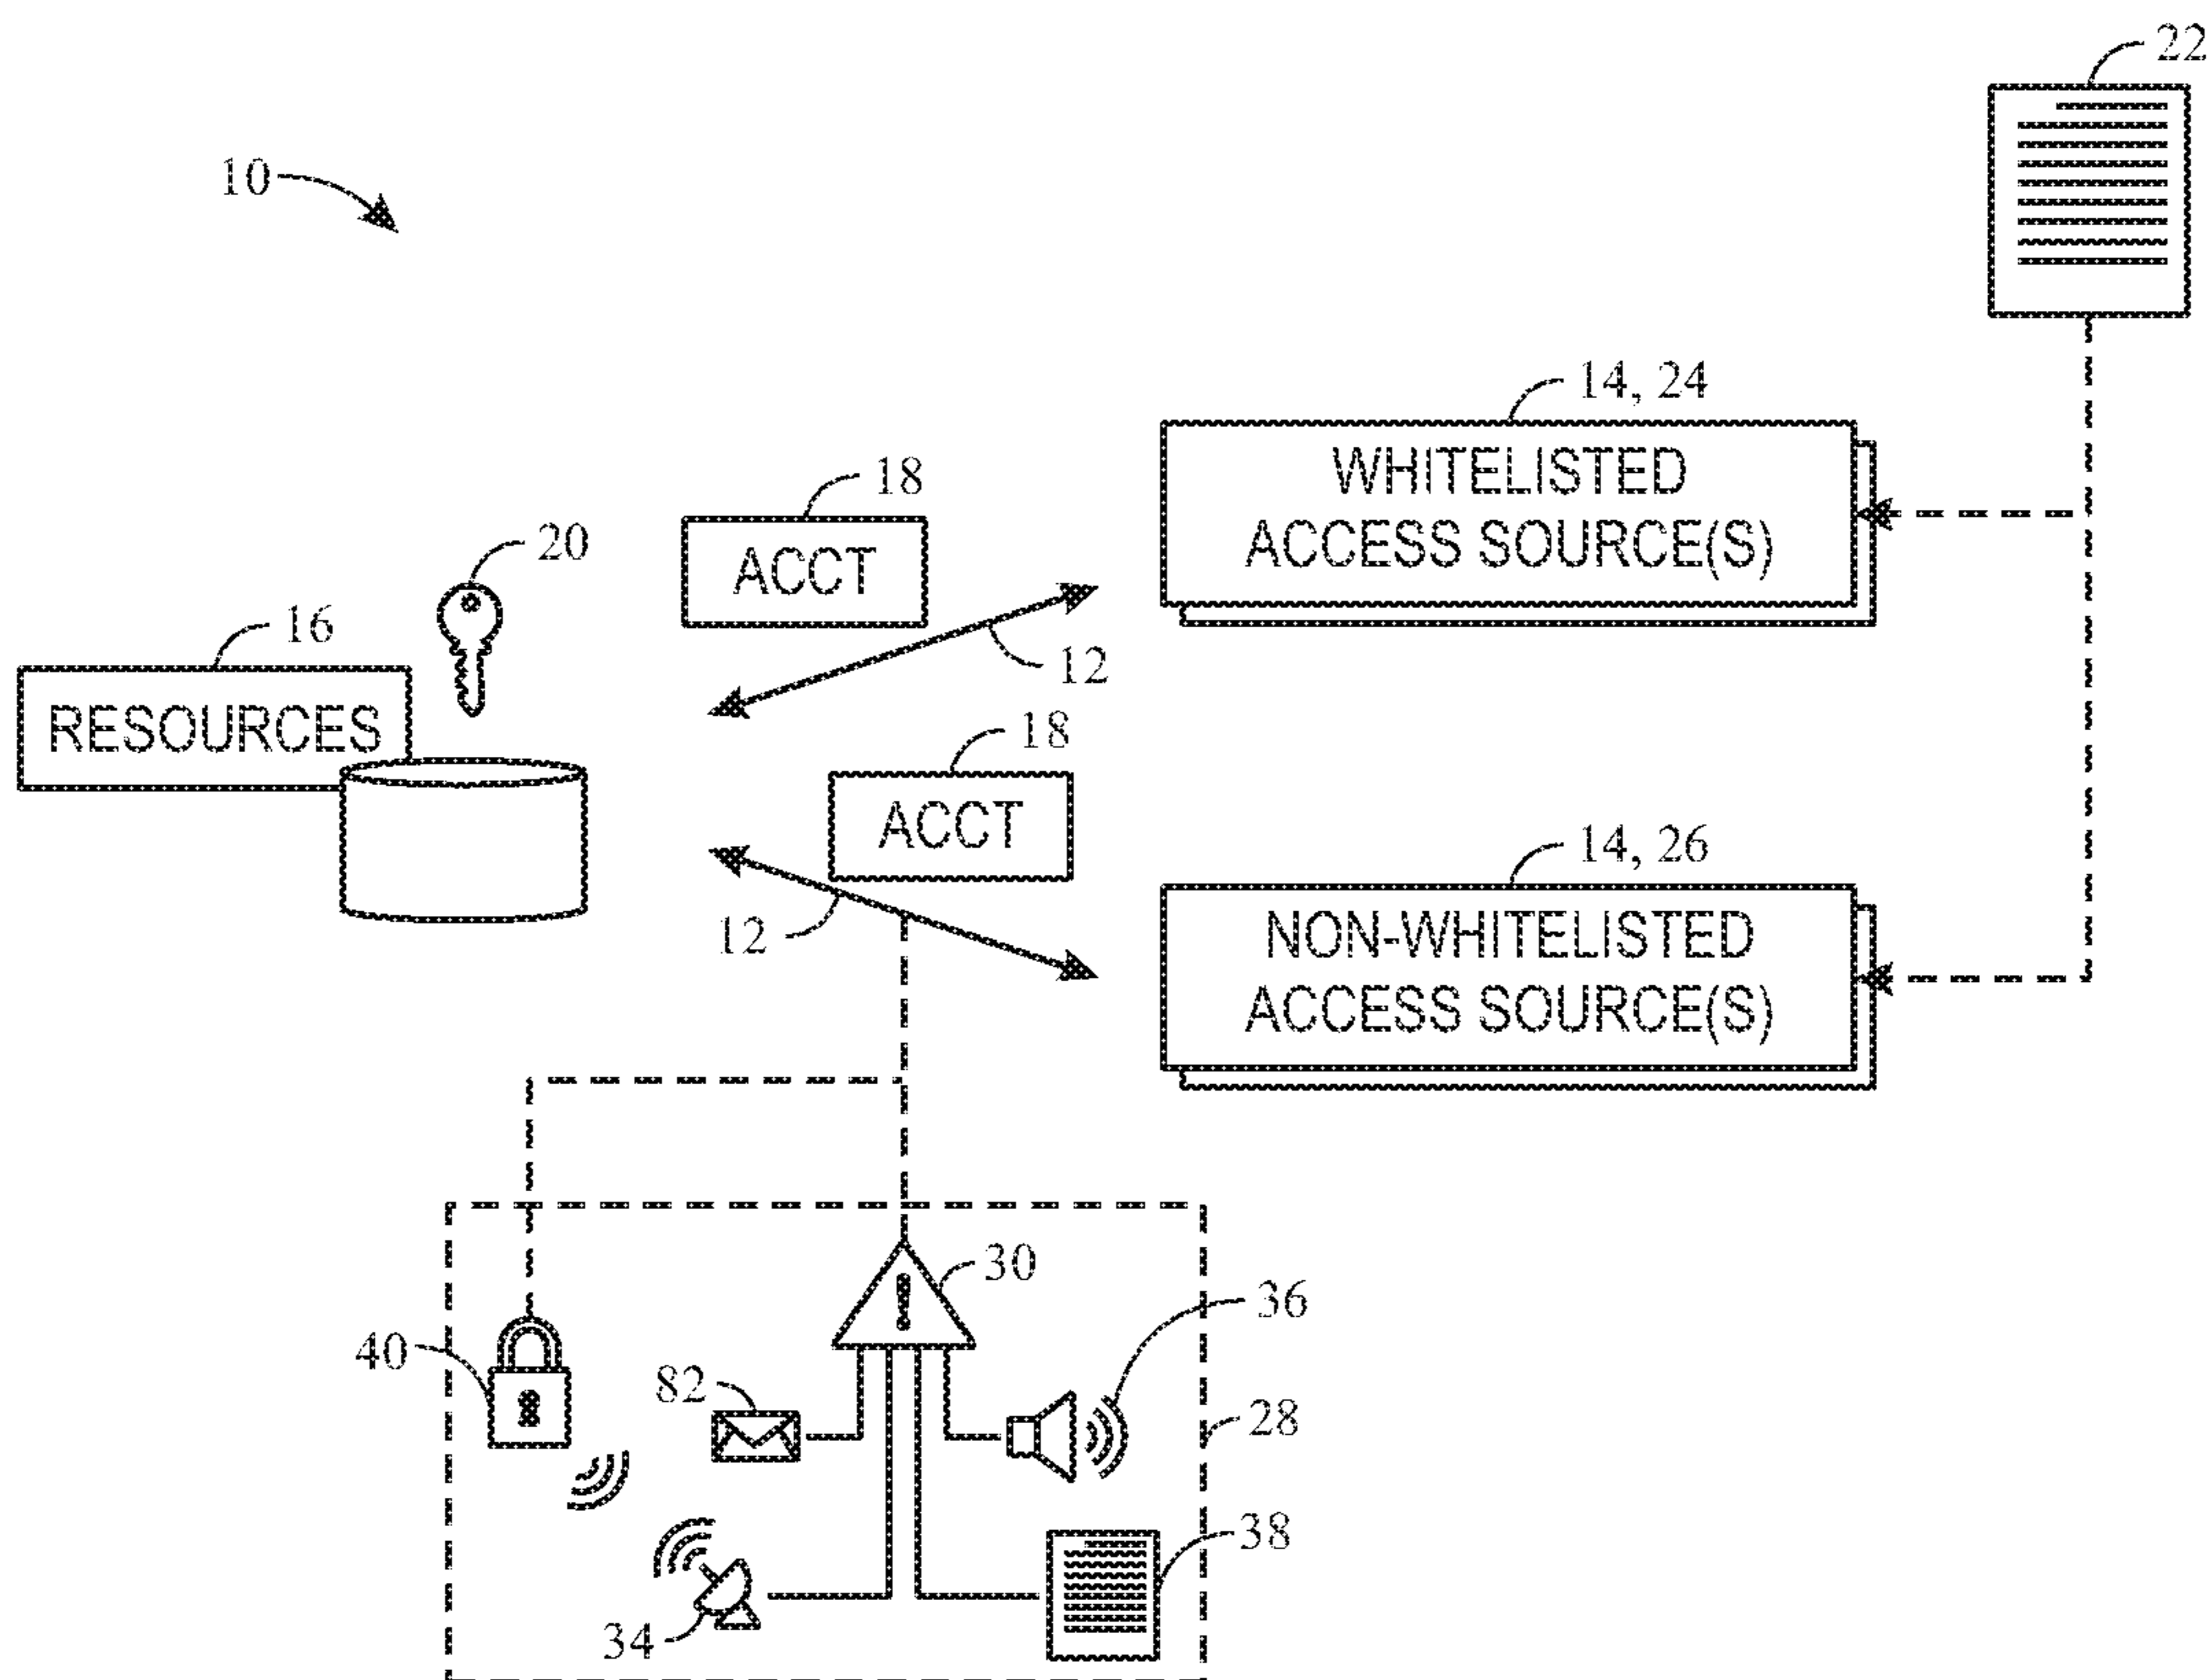 22
10
14, 24
WHITELISTED
ACCESS SOURCE(S)
18
ACCT
20
16
RESOURCES
12
18
ACCT
12
14, 26
NON-WHITELISTED
ACCESS SOURCE(S)
30
36
40
82
28
38
34